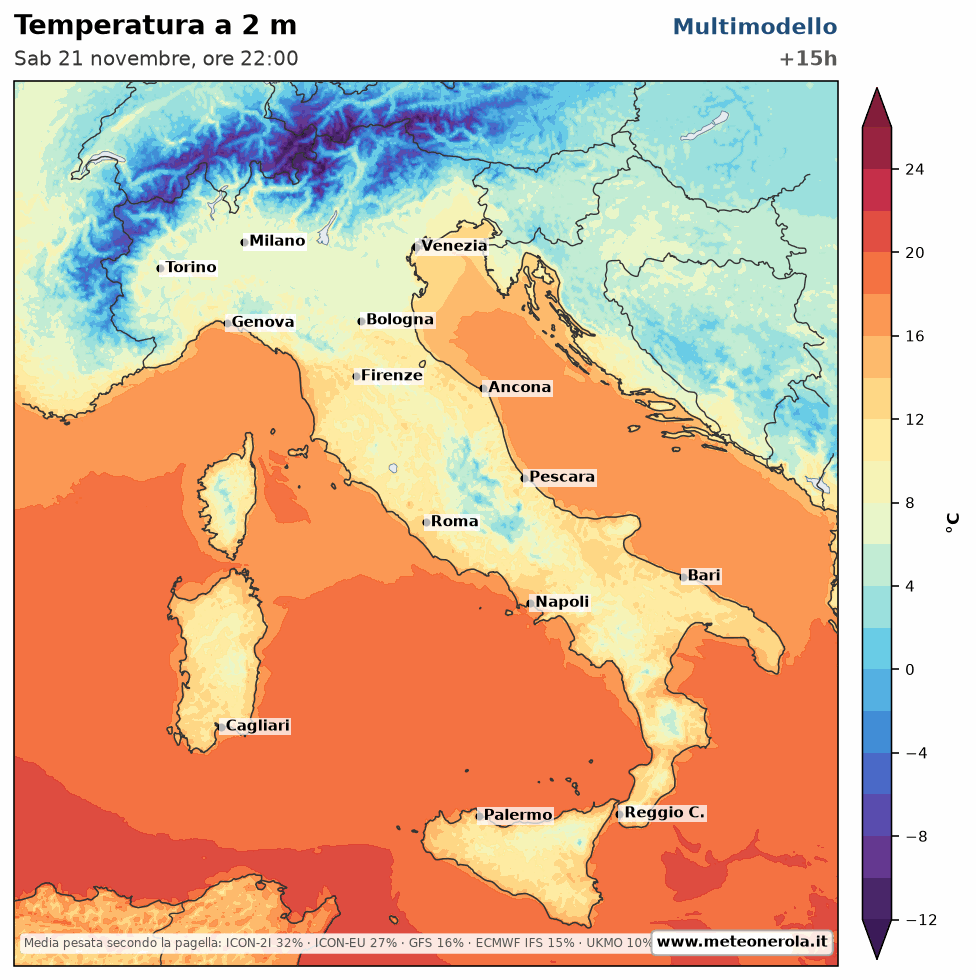 Temperatura a 2 m
Multimodello
Sab 21 novembre, ore 22:00
+15h
24
20
16
12
8
4
0
−4
−8
−12
°C
Milano
Venezia
Torino
Genova
Bologna
Firenze
Ancona
Pescara
Roma
Bari
Napoli
Cagliari
Palermo
Reggio C.
Media pesata secondo la pagella: ICON-2I 32% · ICON-EU 27% · GFS 16% · ECMWF IFS 15% · UKMO 10%
www.meteonerola.it